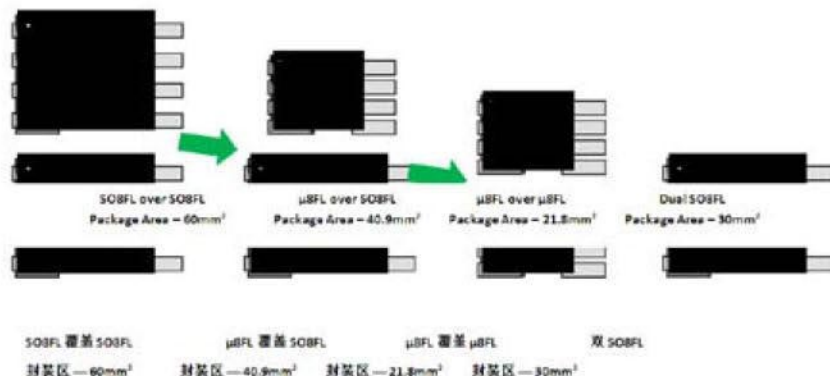 SO8FL over SO8FL µ8FL over SO8FL µ8FL over µ8FL Dual SO8FL
Package Area – 60mm² Package Area – 40.9mm² Package Area – 21.8mm² Package Area – 30mm²
SO8FL 覆盖 SO8FL µ8FL 覆盖 SO8FL µ8FL 覆盖 µ8FL 双 SO8FL
封装区 — 60mm² 封装区 — 40.9mm² 封装区 — 21.8mm² 封装区 — 30mm²